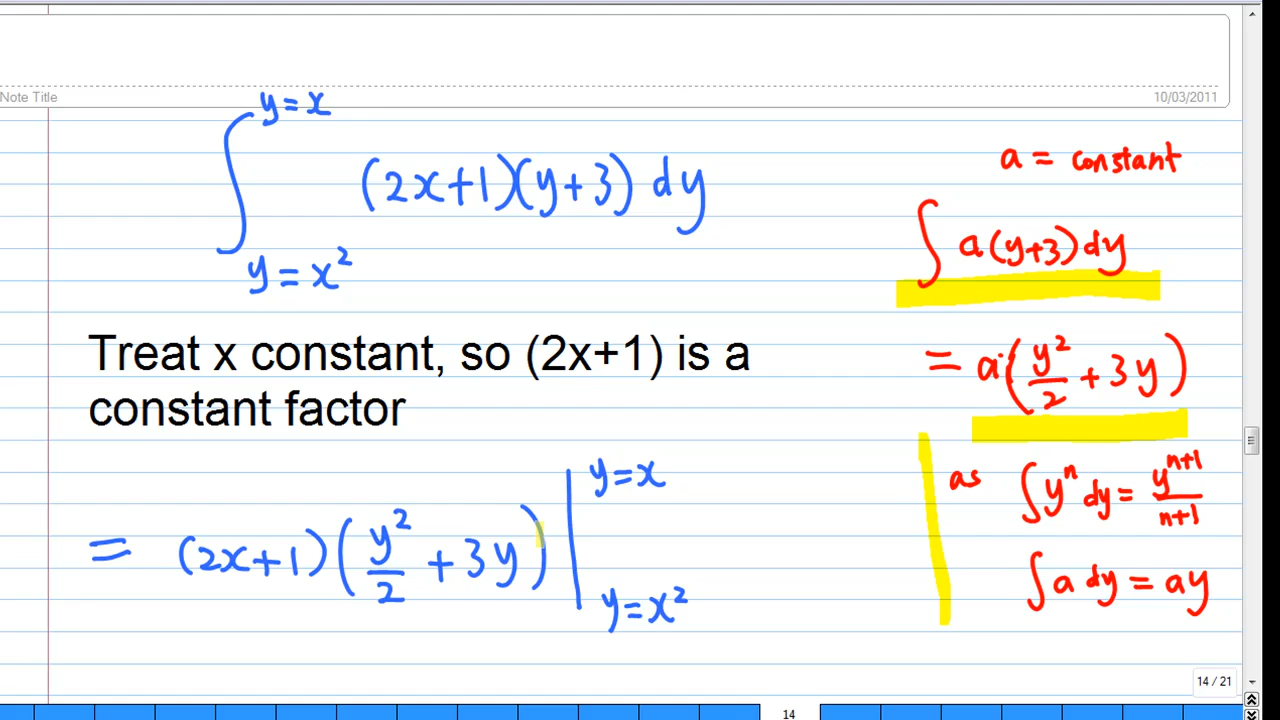 Note Title
10/03/2011
∫_{y=x²}^{y=x} (2x+1)(y+3) dy
a = constant
∫ a(y+3) dy
Treat x constant, so (2x+1) is a
constant factor
= a(y²/2 + 3y)
as ∫ yⁿ dy = yⁿ⁺¹/n+1
∫ a dy = ay
= (2x+1)(y²/2 + 3y) |_{y=x²}^{y=x}
14 / 21
14